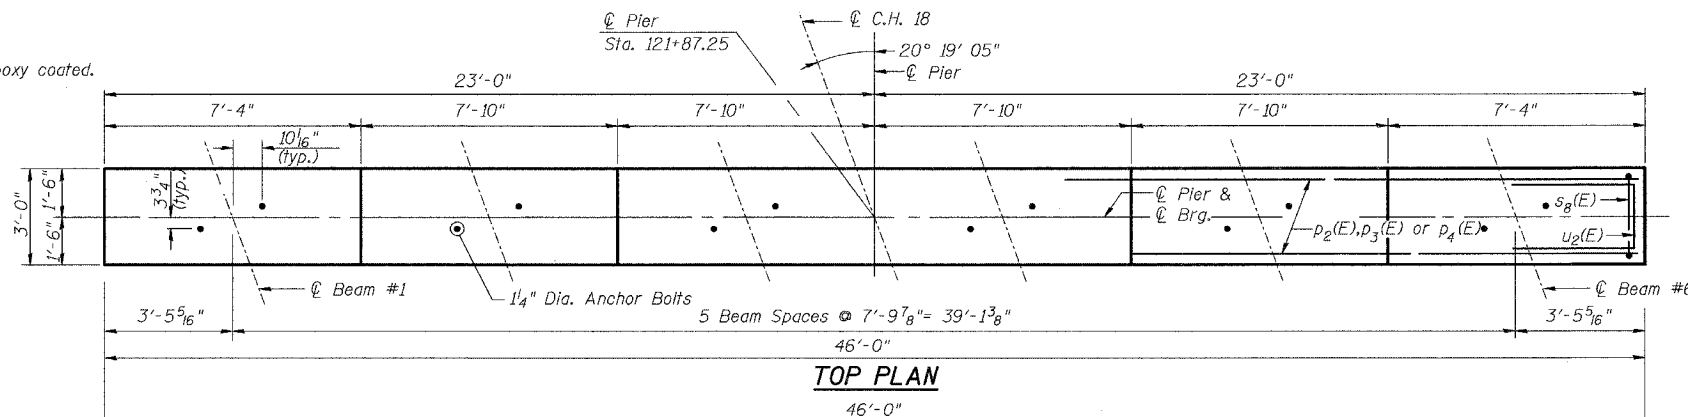 ℄ Pier
Sta. 121+87.25
℄ C.H. 18
20° 19' 05"
℄ Pier
oxy coated.
23'-0"
23'-0"
7'-4"
7'-10"
7'-10"
7'-10"
7'-10"
7'-4"
10 1/16"
(typ.)
3 3/4"
(typ.)
3'-0"
1'-6"
1'-6"
℄ Pier &
℄ Brg.
s8(E)
p2(E),p3(E) or p4(E)
u2(E)
℄ Beam #1
1 1/4" Dia. Anchor Bolts
℄ Beam #6
3'-5 5/16"
5 Beam Spaces @ 7'-9 7/8"= 39'-1 3/8"
3'-5 5/16"
46'-0"
TOP PLAN
46'-0"